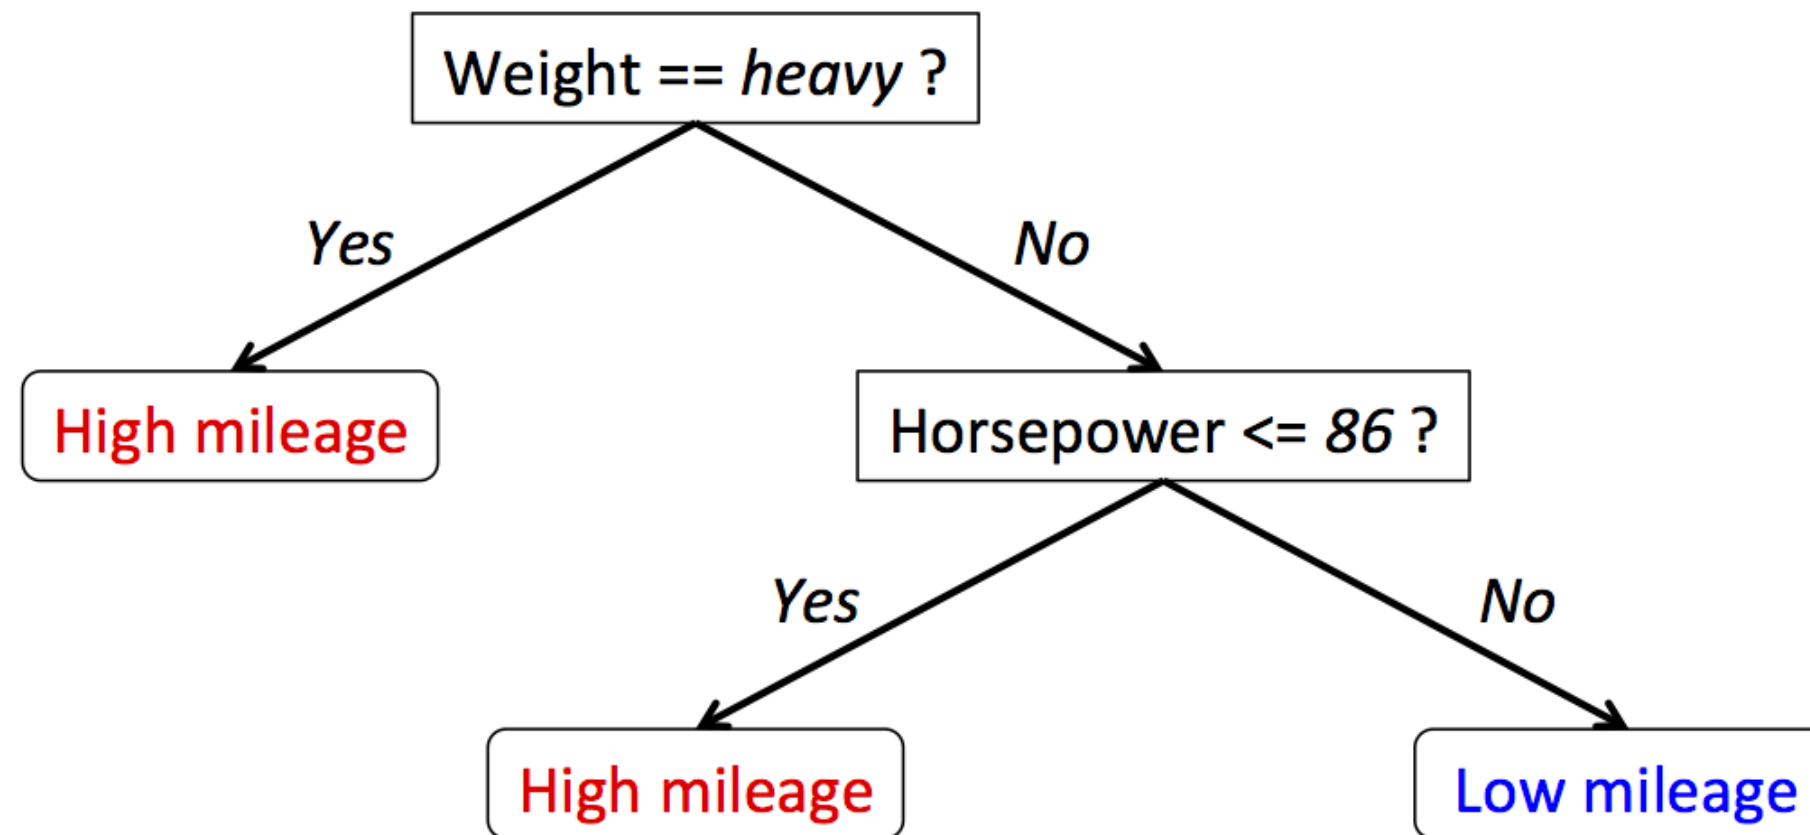 Weight == heavy ?
Yes
No
High mileage
Horsepower <= 86 ?
Yes
No
High mileage
Low mileage